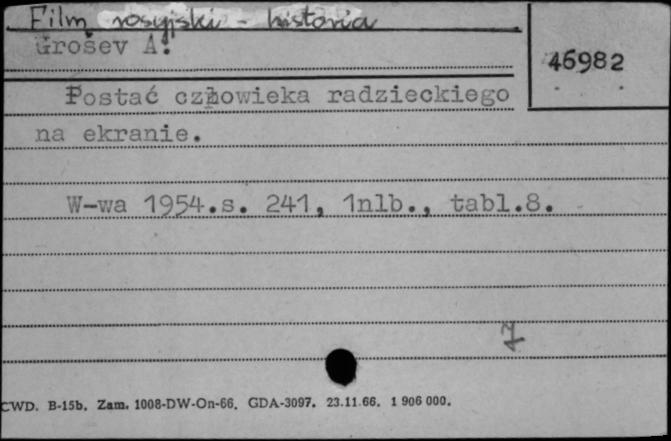 Film rosyjski - historia
Grošev A.
46982
Postać człowieka radzieckiego
na ekranie.
W-wa 1954.s. 241, 1nlb., tabl.8.
CWD. B-15b. Zam. 1008-DW-On-66. GDA-3097. 23.11.66. 1 906 000.